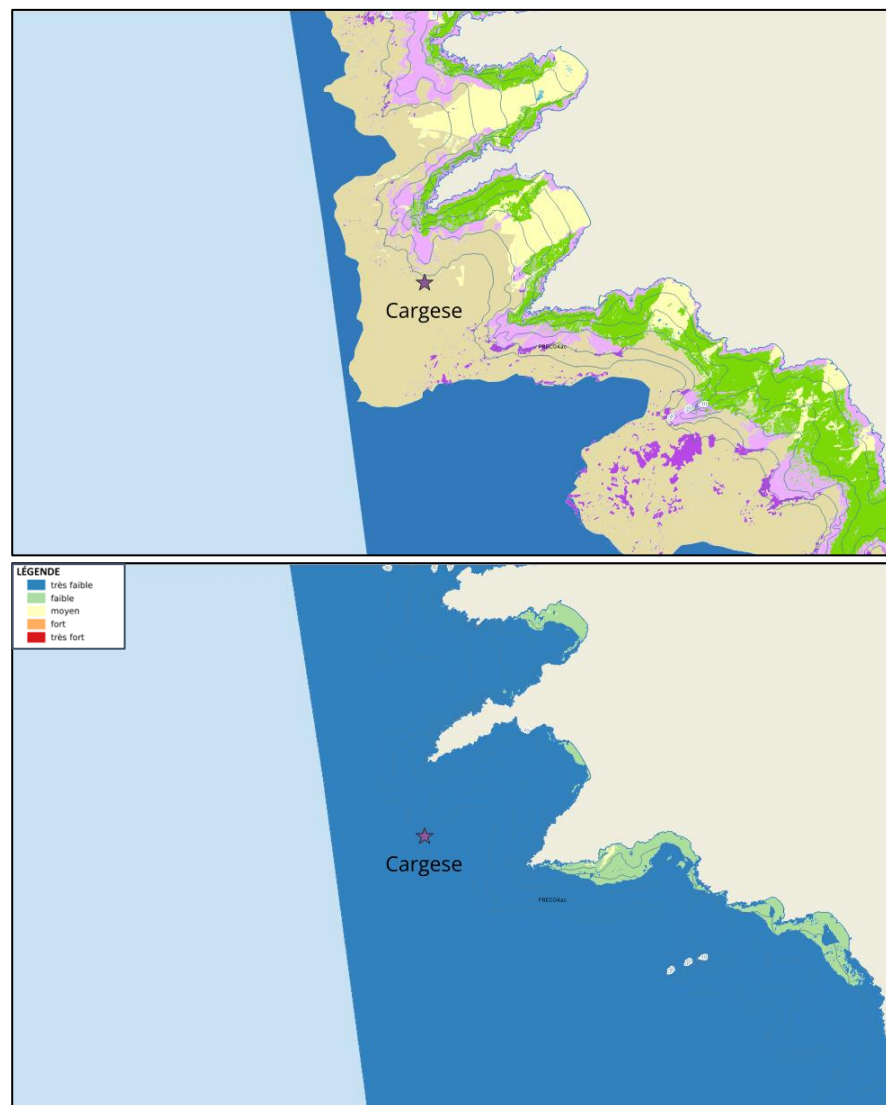 Cargese
FREC04ac
LÉGENDE
très faible
faible
moyen
fort
très fort
Cargese
FREC04ac